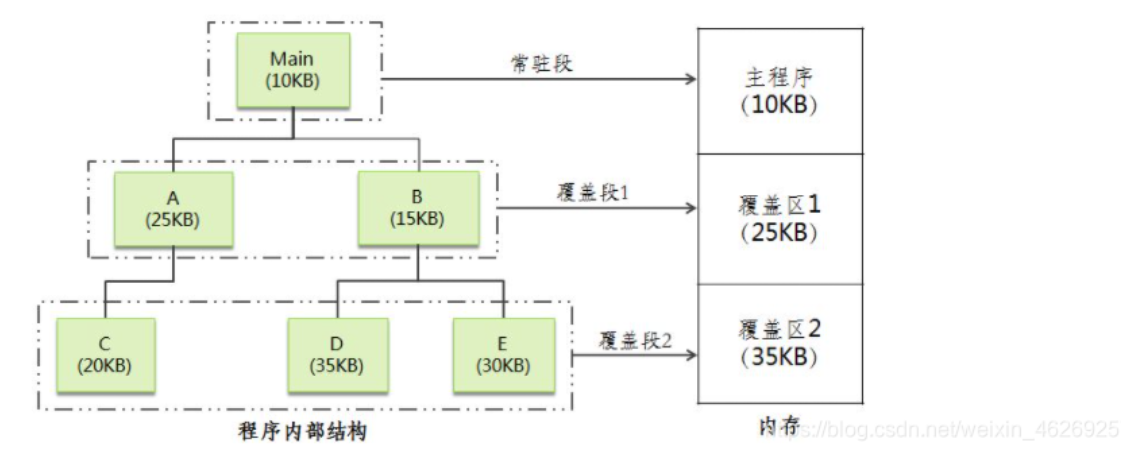 Main
(10KB)
常驻段
主程序
(10KB)
A
(25KB)
B
(15KB)
覆盖段1
覆盖区1
(25KB)
C
(20KB)
D
(35KB)
E
(30KB)
覆盖段2
覆盖区2
(35KB)
程序内部结构
内存
https://blog.csdn.net/weixin_4626925